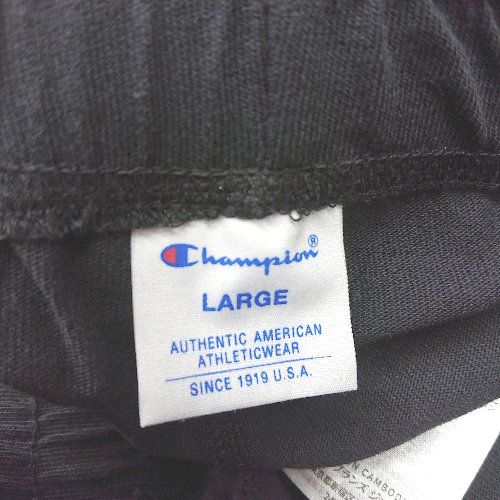 Champion®
LARGE
AUTHENTIC AMERICAN
ATHLETICWEAR
SINCE 1919 U.S.A.